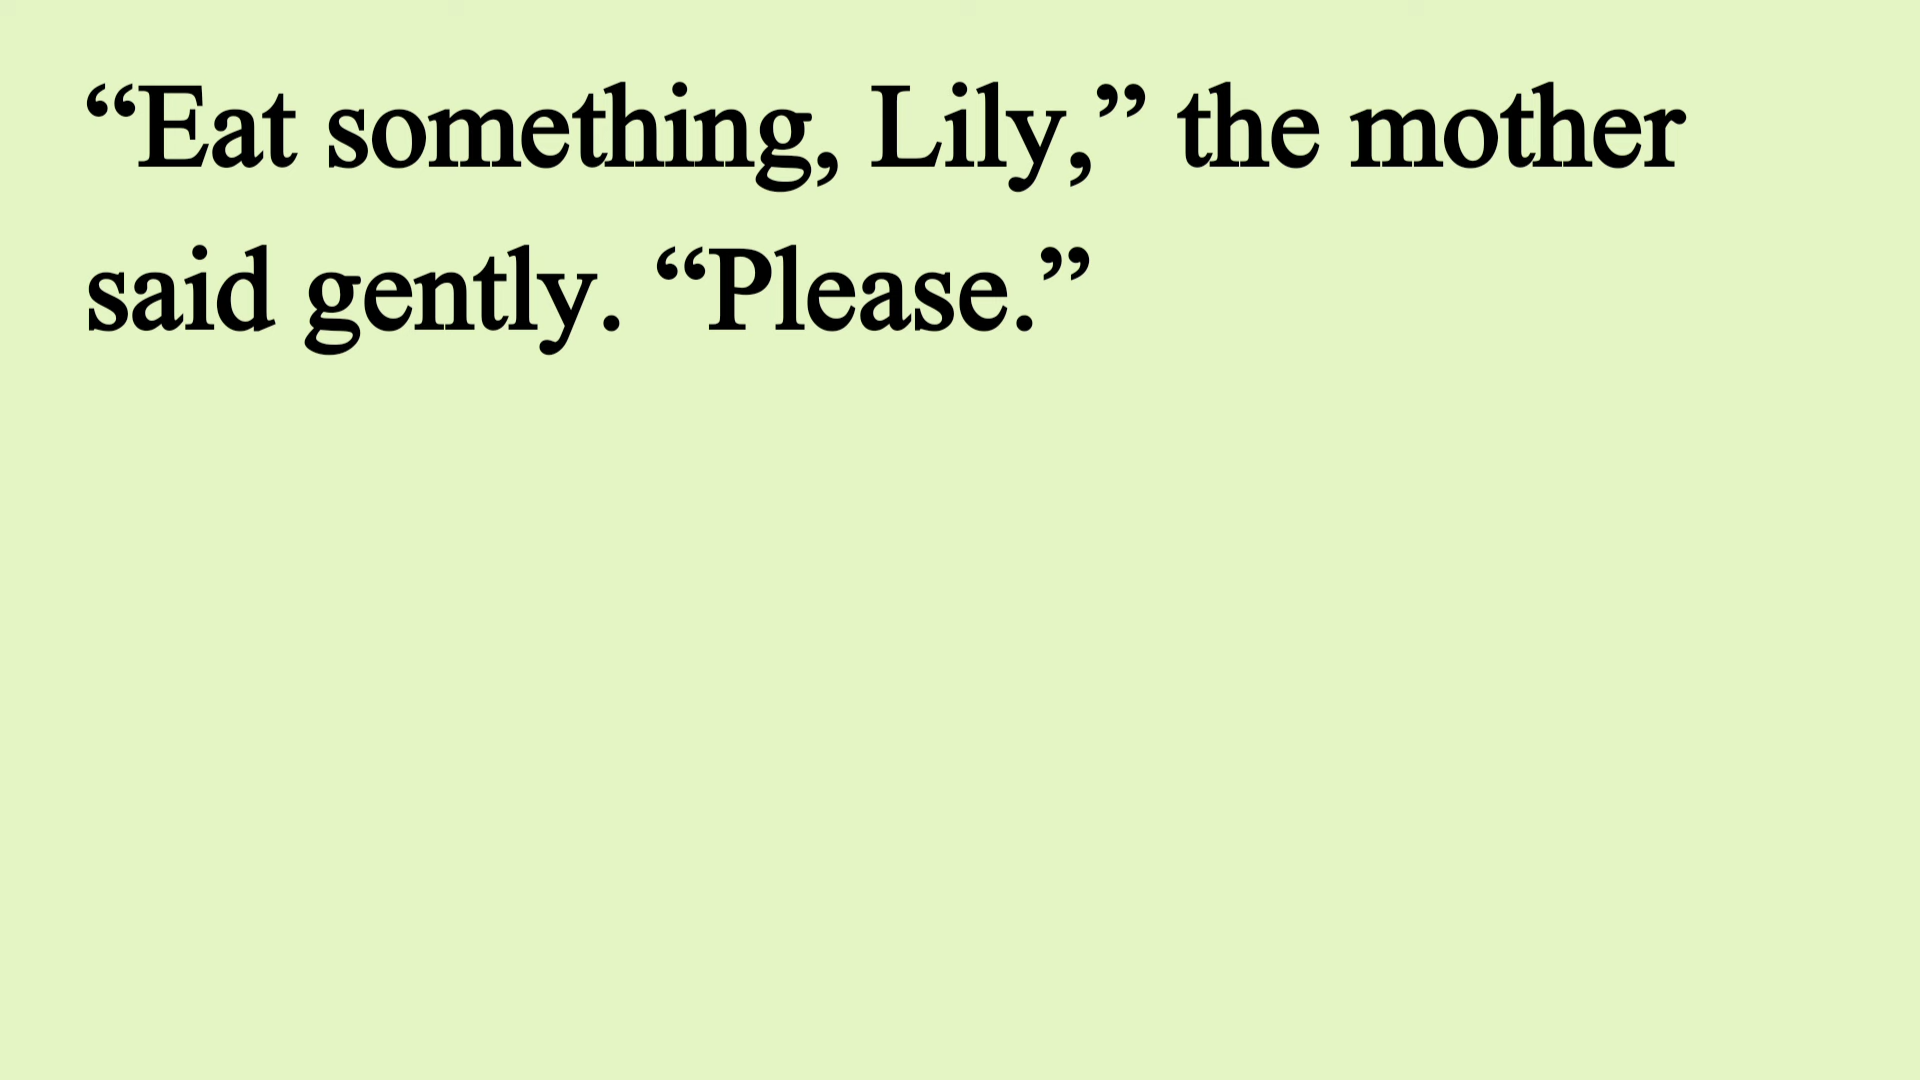 “Eat something, Lily,” the mother
said gently. “Please.”